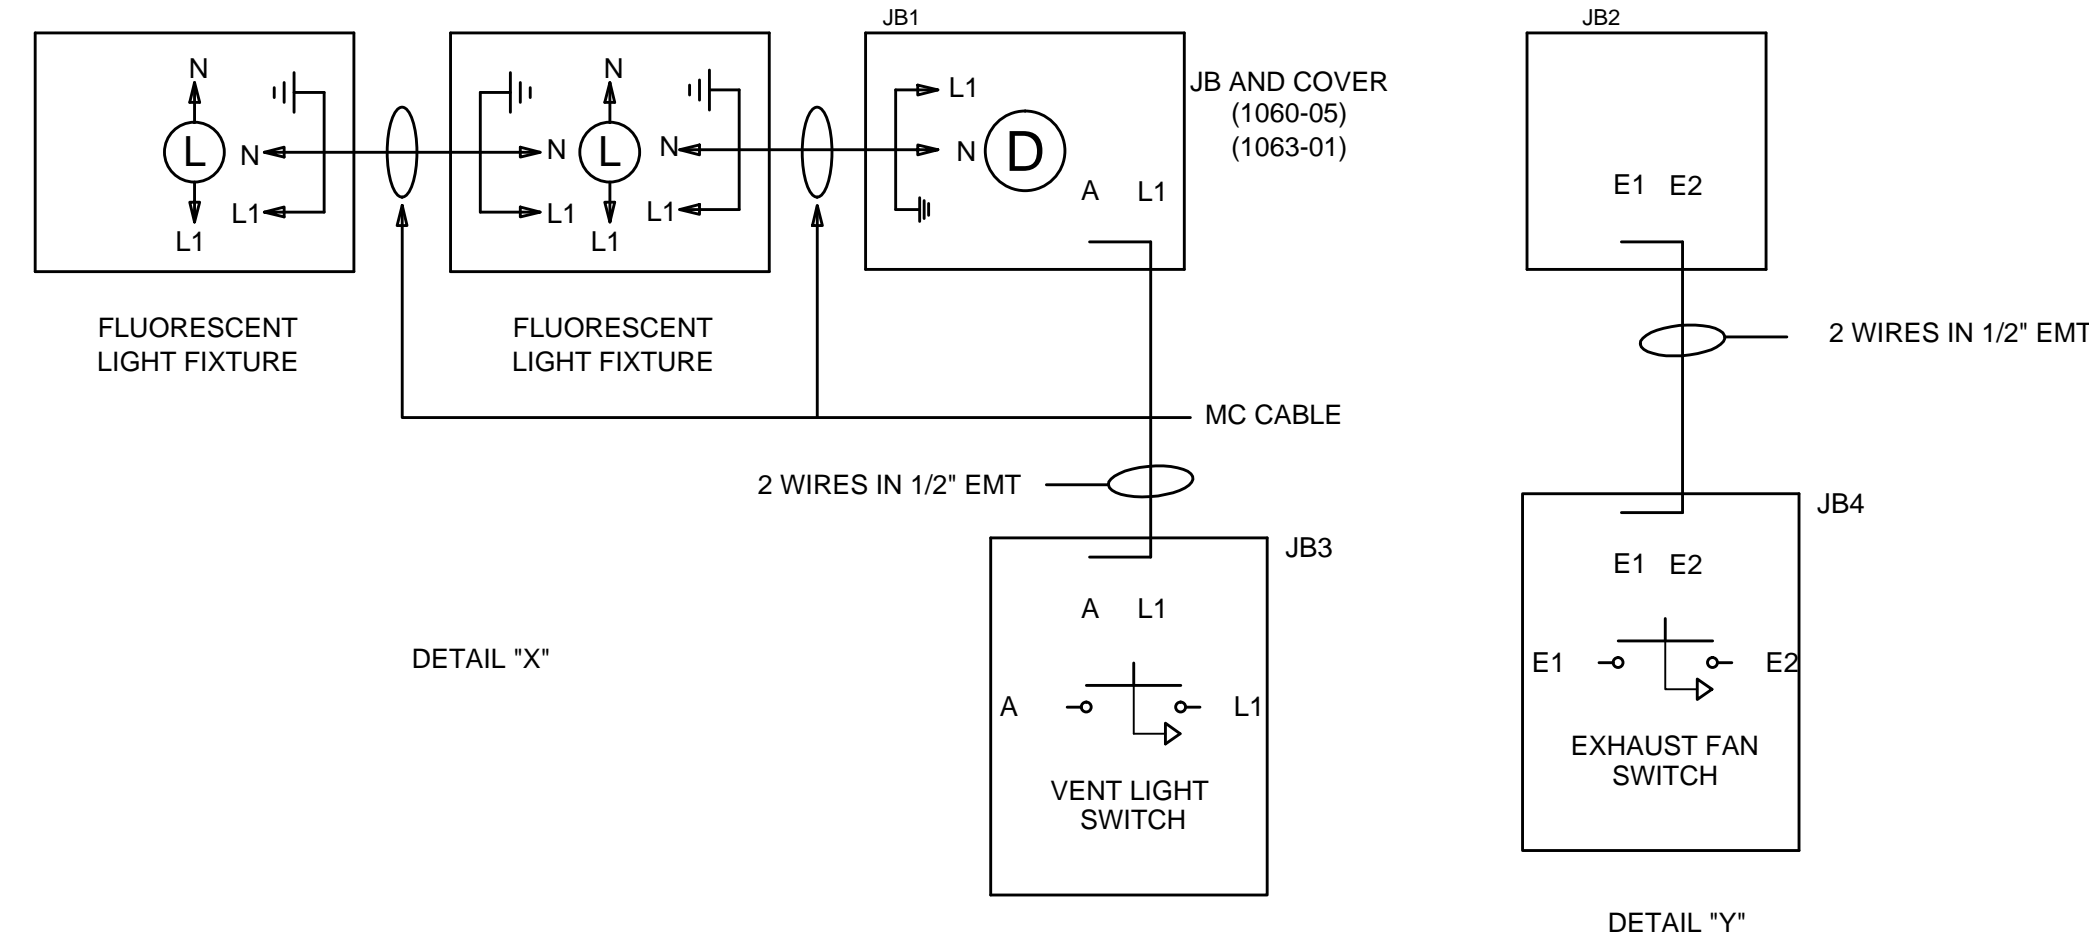 JB1
JB2
N
N
L
N
N
L
N
N
D
L1
L1
L1
L1
L1
L1
A L1
JB AND COVER
(1060-05)
(1063-01)
E1 E2
FLUORESCENT
LIGHT FIXTURE
FLUORESCENT
LIGHT FIXTURE
2 WIRES IN 1/2" EMT
MC CABLE
2 WIRES IN 1/2" EMT
JB3
A L1
A
L1
VENT LIGHT
SWITCH
DETAIL "X"
JB4
E1 E2
E1
E2
EXHAUST FAN
SWITCH
DETAIL "Y"